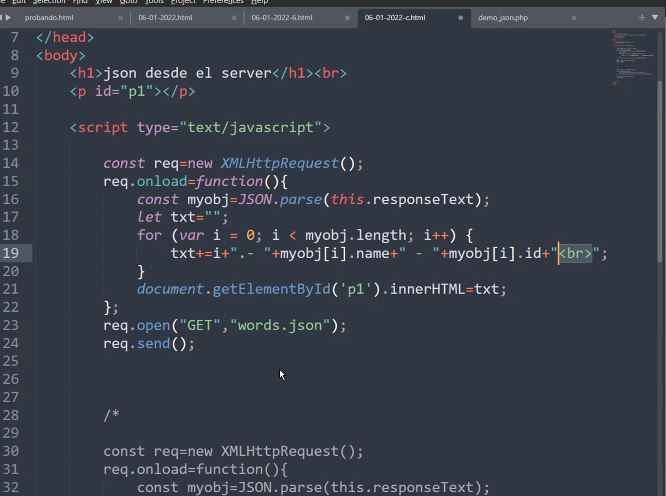 Edit Selection Find View Goto Tools Project Preferences Help
probando.html 06-01-2022.html 06-01-2022-6.html 06-01-2022-c.html demo_json.php
7 </head>
8 <body>
9 <h1>json desde el server</h1><br>
10 <p id="p1"></p>
11
12 <script type="text/javascript">
13
14 const req=new XMLHttpRequest();
15 req.onload=function(){
16 const myobj=JSON.parse(this.responseText);
17 let txt="";
18 for (var i = 0; i < myobj.length; i++) {
19 txt+=i+".- "+myobj[i].name+" - "+myobj[i].id+"<br>";
20 }
21 document.getElementById('p1').innerHTML=txt;
22 };
23 req.open("GET","words.json");
24 req.send();
25
26
27
28 /*
29
30 const req=new XMLHttpRequest();
31 req.onload=function(){
32 const myobj=JSON.parse(this.responseText);